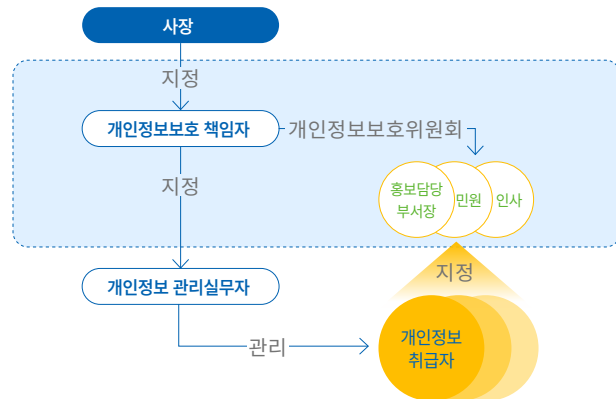 사장
지정
개인정보보호 책임자
개인정보보호위원회
지정
홍보담당
부서장
민원
인사
개인정보 관리실무자
지정
관리
개인정보
취급자